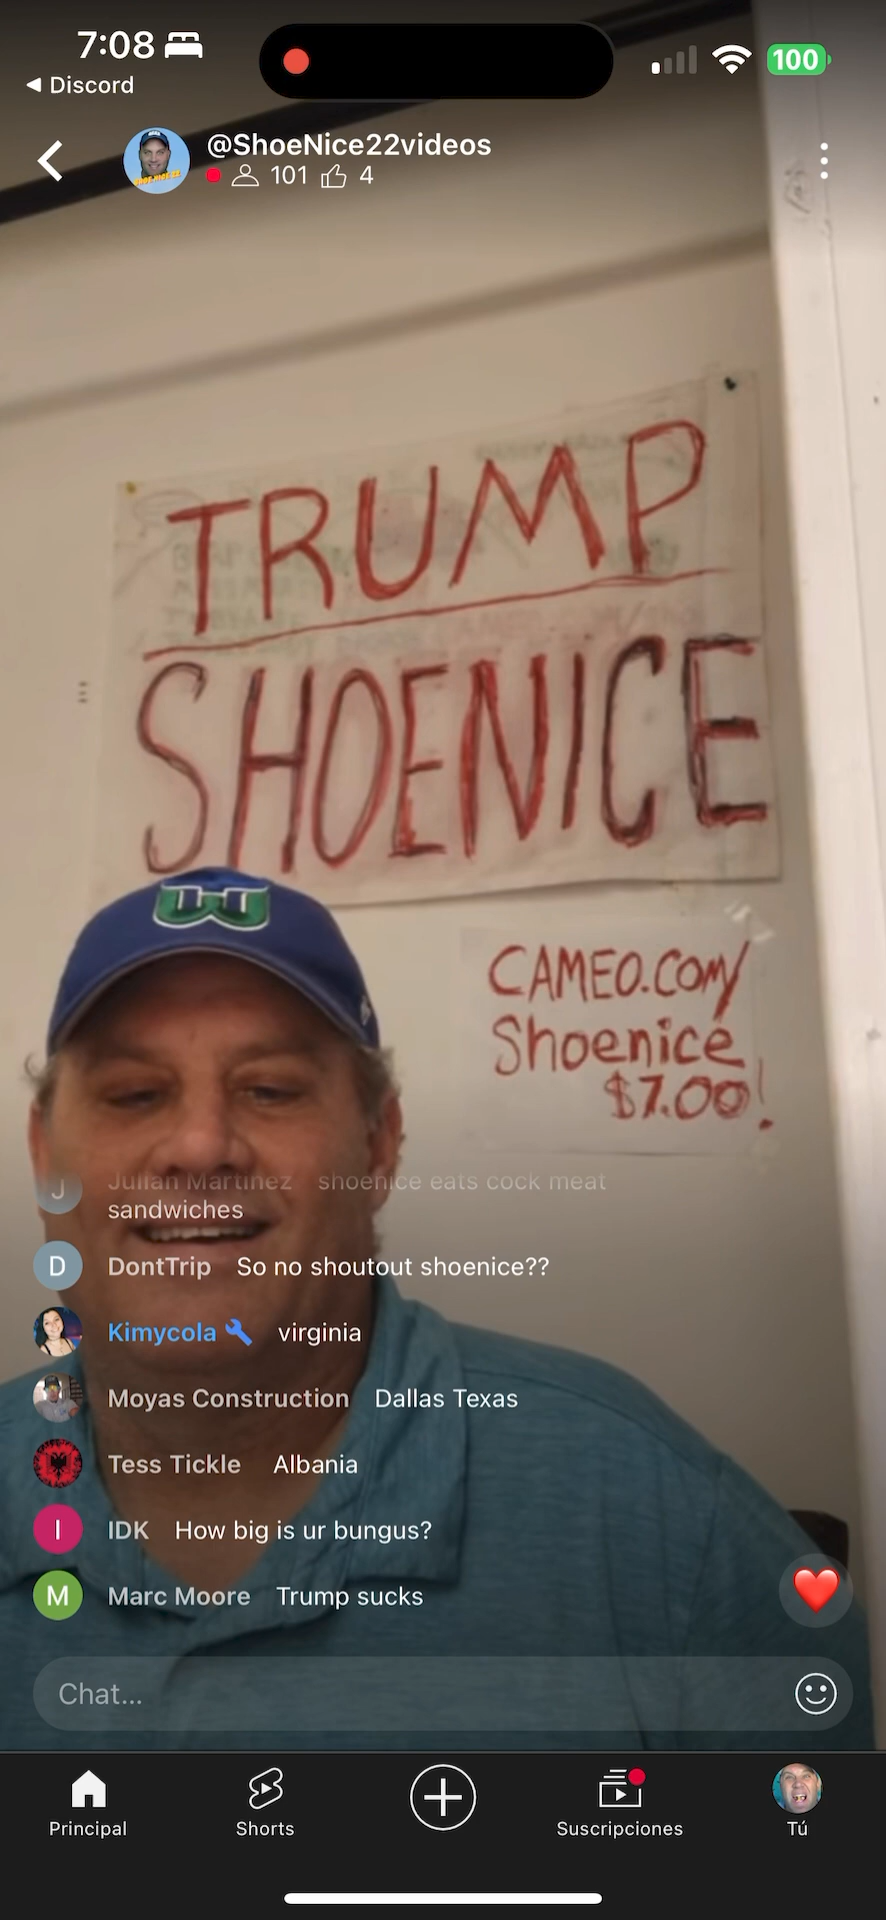 7:08
100
Discord
@ShoeNice22videos
101 4
TRUMP
SHOENICE
CAMEO.COM/
Shoenice
$7.00!
J Julian Martinez shoenice eats cock meat
sandwiches
D DontTrip So no shoutout shoenice??
Kimycola virginia
Moyas Construction Dallas Texas
Tess Tickle Albania
I IDK How big is ur bungus?
M Marc Moore Trump sucks
Chat...
Principal Shorts Suscripciones Tú